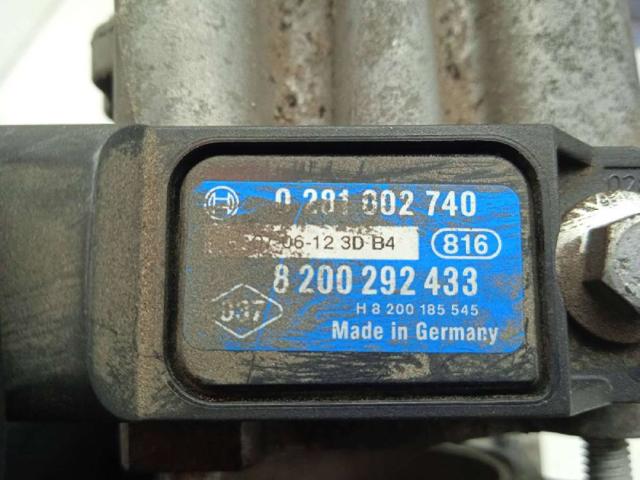 0 281 002 740
07-06-12 3D B4 816
8 200 292 433
H 8 200 185 545
Made in Germany